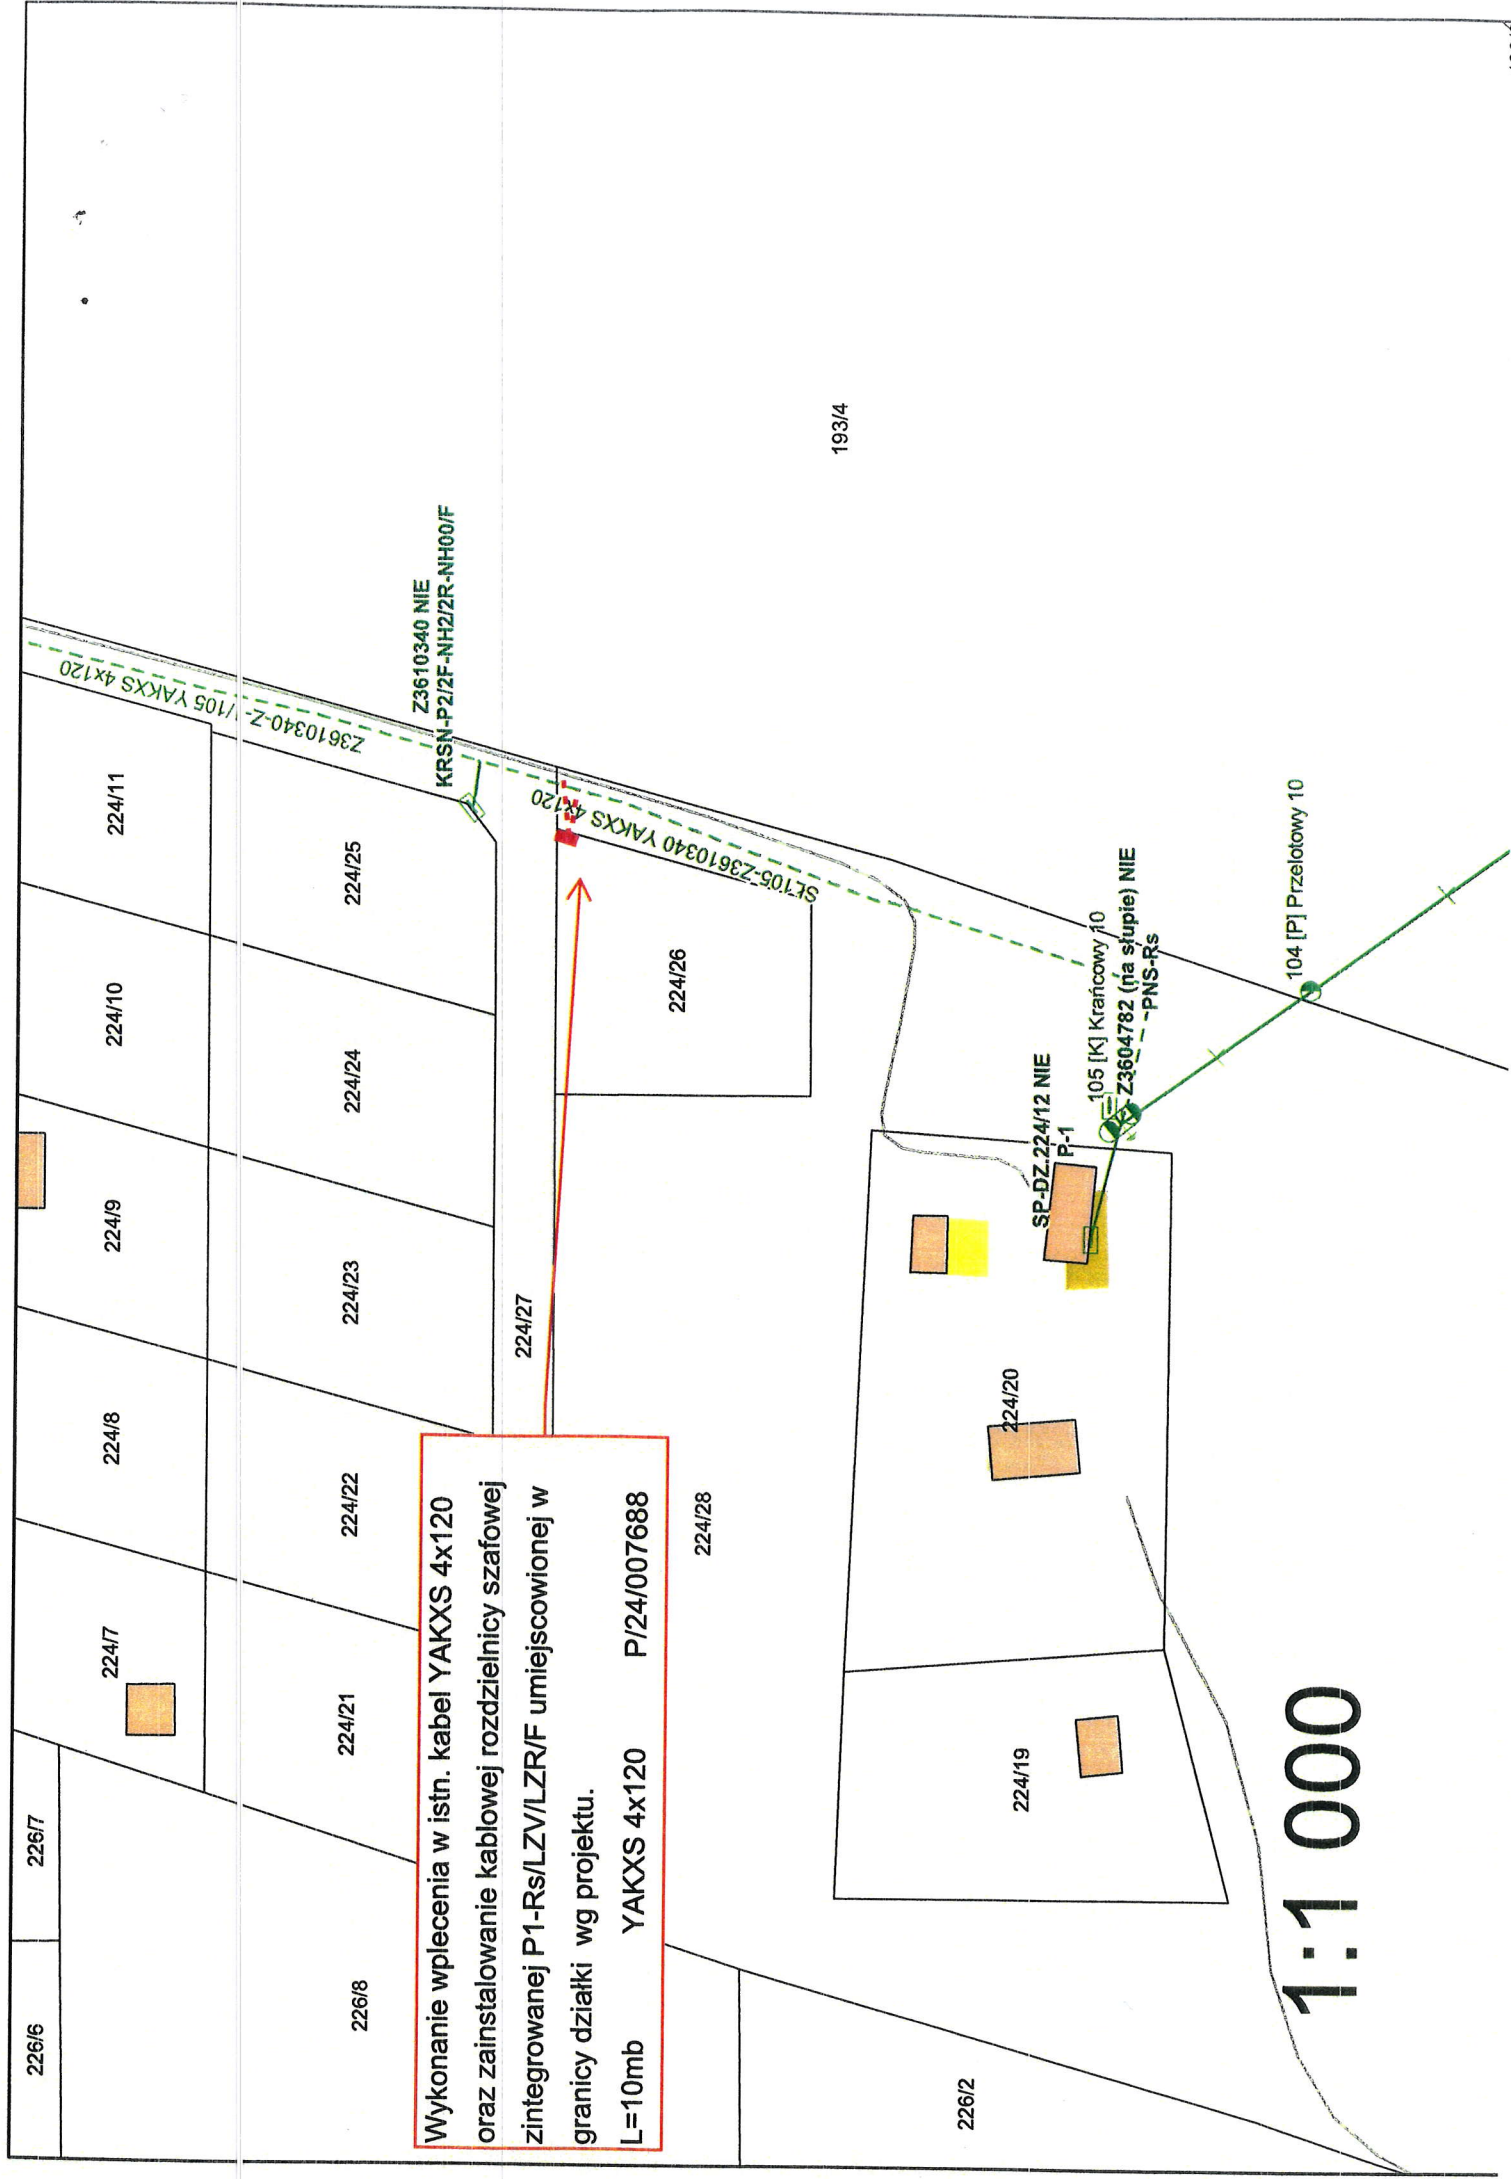 226/6
226/7
224/7
224/8
224/9
224/10
224/11
226/8
224/21
224/22
224/23
224/24
224/25
Z3610340-Z-1/105 YAKXS 4x120
Z3610340 NIE
KRSN-P2/2F-NH2/2R-NH00/F
Wykonanie wplecenia w istn. kabel YAKXS 4x120
oraz zainstalowanie kablowej rozdzielnicy szafowej
zintegrowanej P1-Rs/LZV/LZR/F umiejscowionej w
granicy działki wg projektu.
L=10mb YAKXS 4x120 P/24/007688
224/27
SŁ105-Z3610340 YAKXS 4x120
224/26
224/28
193/4
226/2
224/19
224/20
SP-DZ.224/12 NIE
P-1
105 [K] Krańcowy 10
Z3604782 (na słupie) NIE
PNS-Rs
104 [P] Przelotowy 10
1:1 000